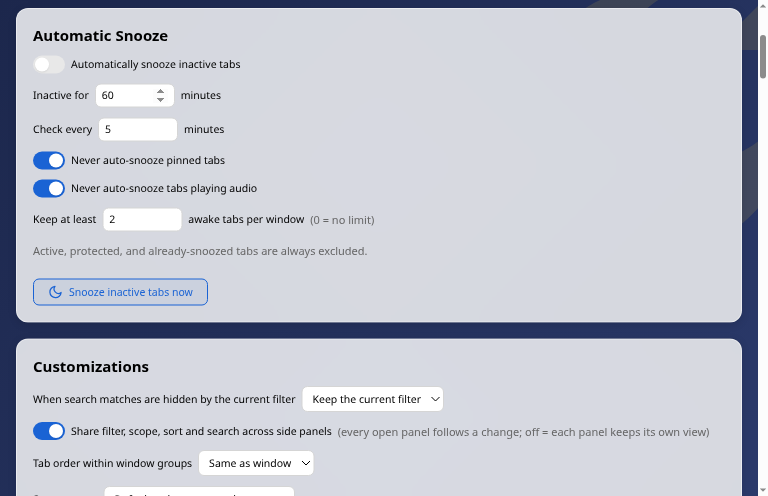 Automatic Snooze
Automatically snooze inactive tabs
Inactive for 60 minutes
Check every 5 minutes
Never auto-snooze pinned tabs
Never auto-snooze tabs playing audio
Keep at least 2 awake tabs per window (0 = no limit)
Active, protected, and already-snoozed tabs are always excluded.
Snooze inactive tabs now
Customizations
When search matches are hidden by the current filter Keep the current filter
Share filter, scope, sort and search across side panels (every open panel follows a change; off = each panel keeps its own view)
Tab order within window groups Same as window